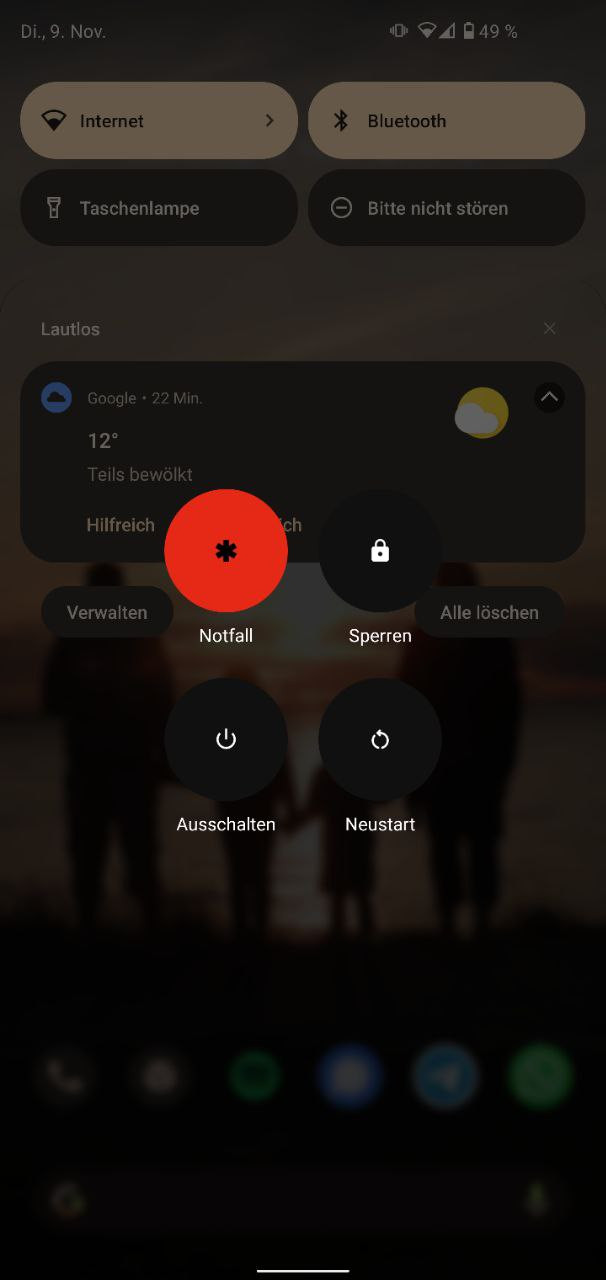 Di., 9. Nov.
49 %
Internet
Bluetooth
Taschenlampe
Bitte nicht stören
Lautlos
Google • 22 Min.
12°
Teils bewölkt
Hilfreich
ich
Notfall
Sperren
Verwalten
Alle löschen
Ausschalten
Neustart